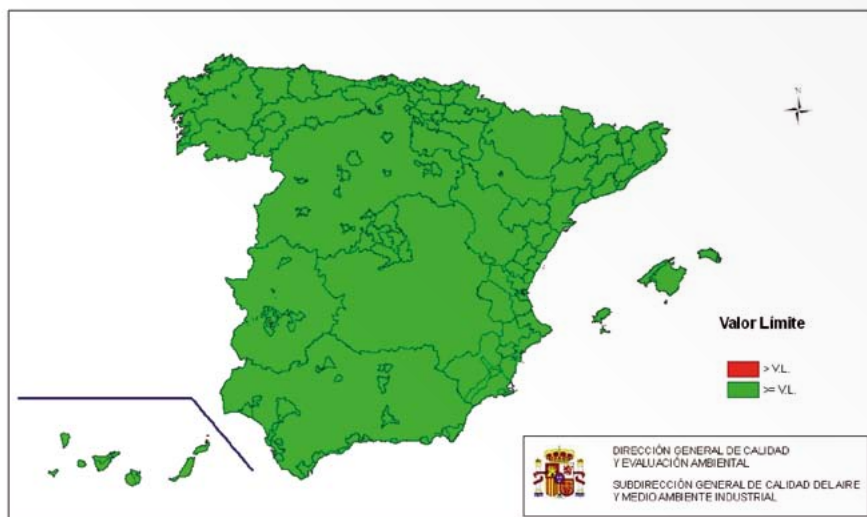 N
Valor Límite
> V.L.
>= V.L.
DIRECCIÓN GENERAL DE CALIDAD
Y EVALUACIÓN AMBIENTAL
SUBDIRECCIÓN GENERAL DE CALIDAD DEL AIRE
Y MEDIO AMBIENTE INDUSTRIAL